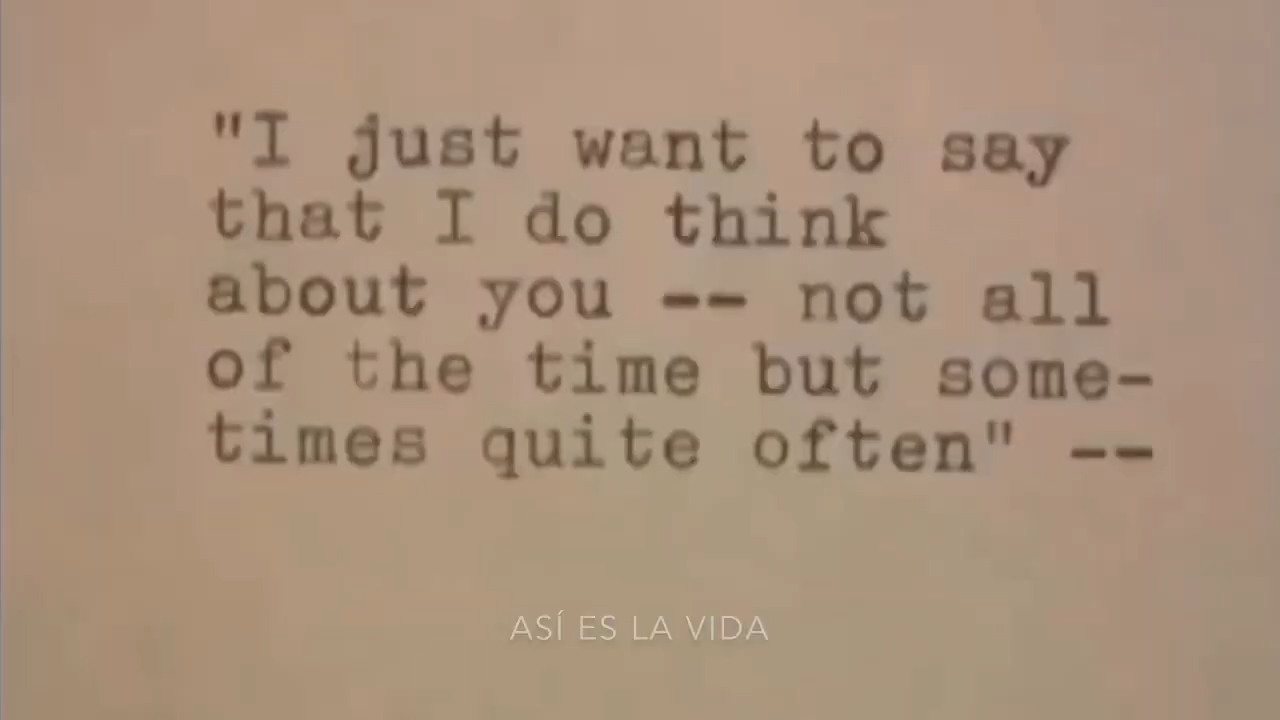 "I just want to say
that I do think
about you -- not all
of the time but some-
times quite often" --
ASÍ ES LA VIDA